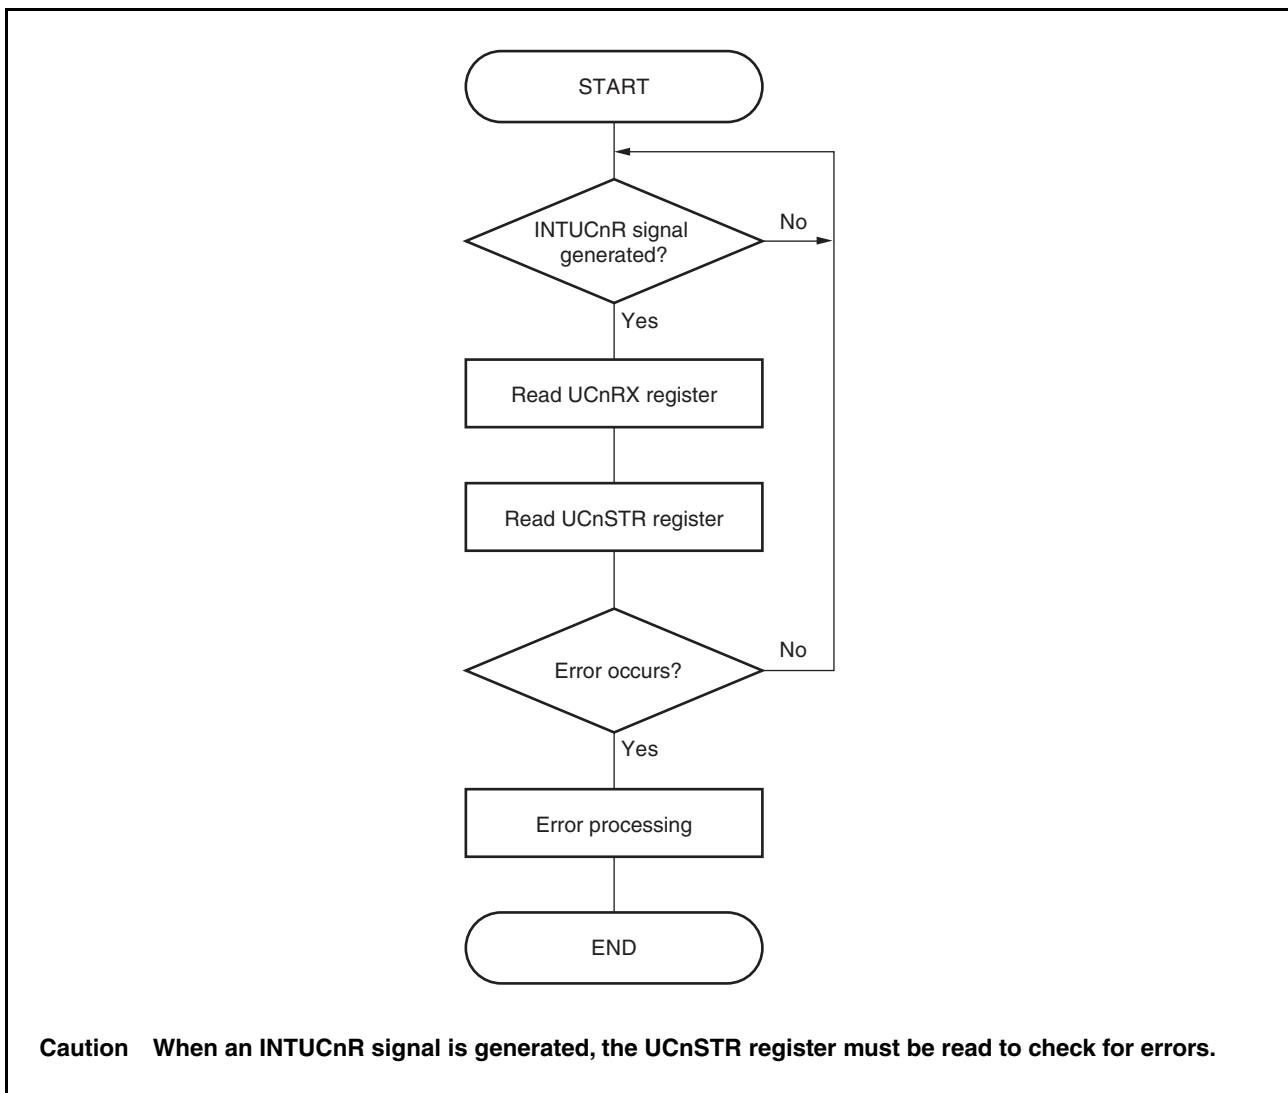 START
INTUCnR signal
generated?
No
Yes
Read UCnRX register
Read UCnSTR register
Error occurs?
No
Yes
Error processing
END
Caution When an INTUCnR signal is generated, the UCnSTR register must be read to check for errors.